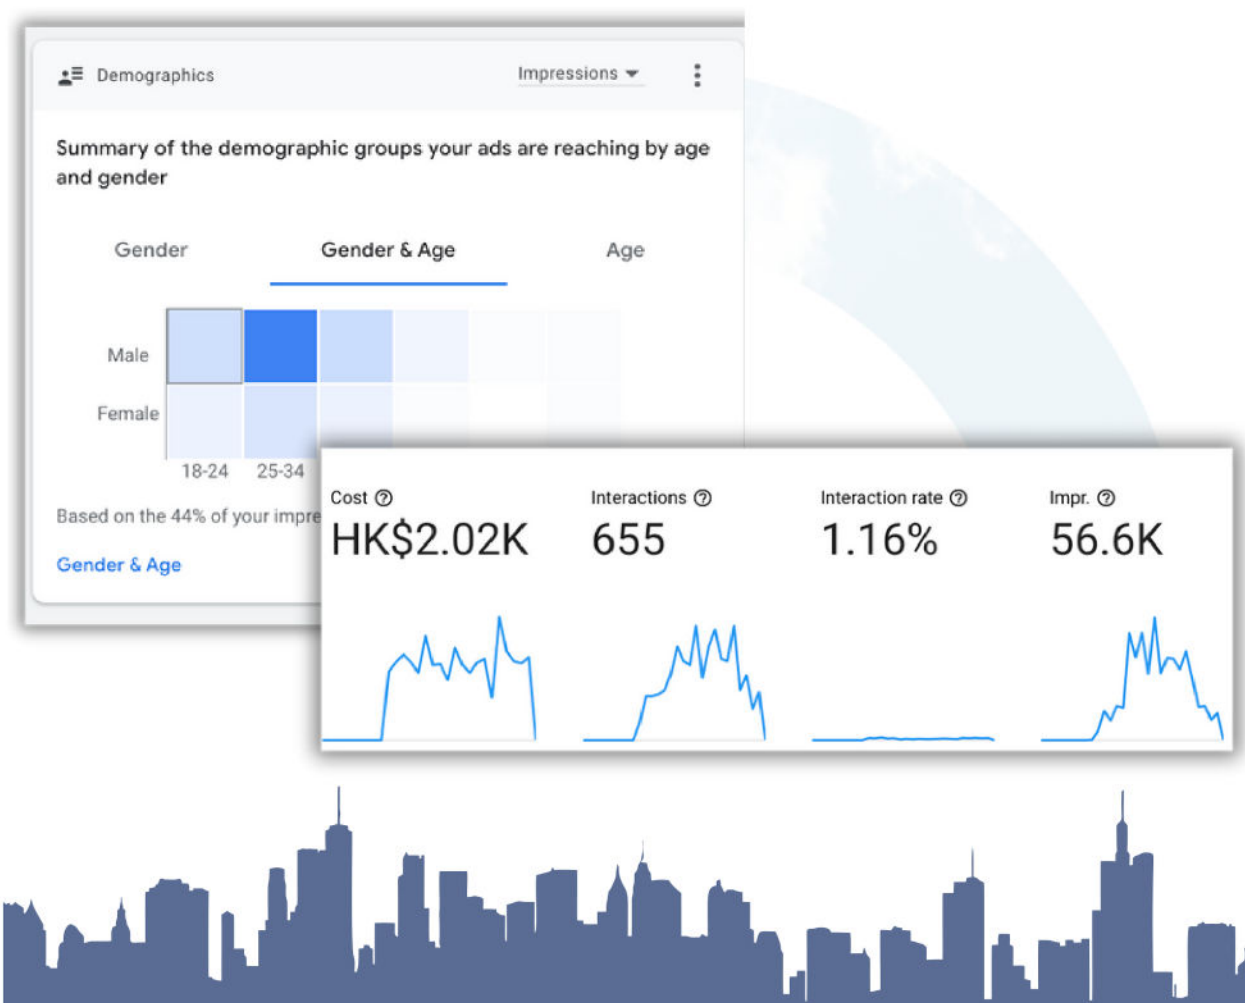 Demographics
Impressions
Summary of the demographic groups your ads are reaching by age
and gender
Gender
Gender & Age
Age
Male
Female
18-24
25-34
Based on the 44% of your impre
Gender & Age
Cost
Interactions
Interaction rate
Impr.
HK$2.02K
655
1.16%
56.6K